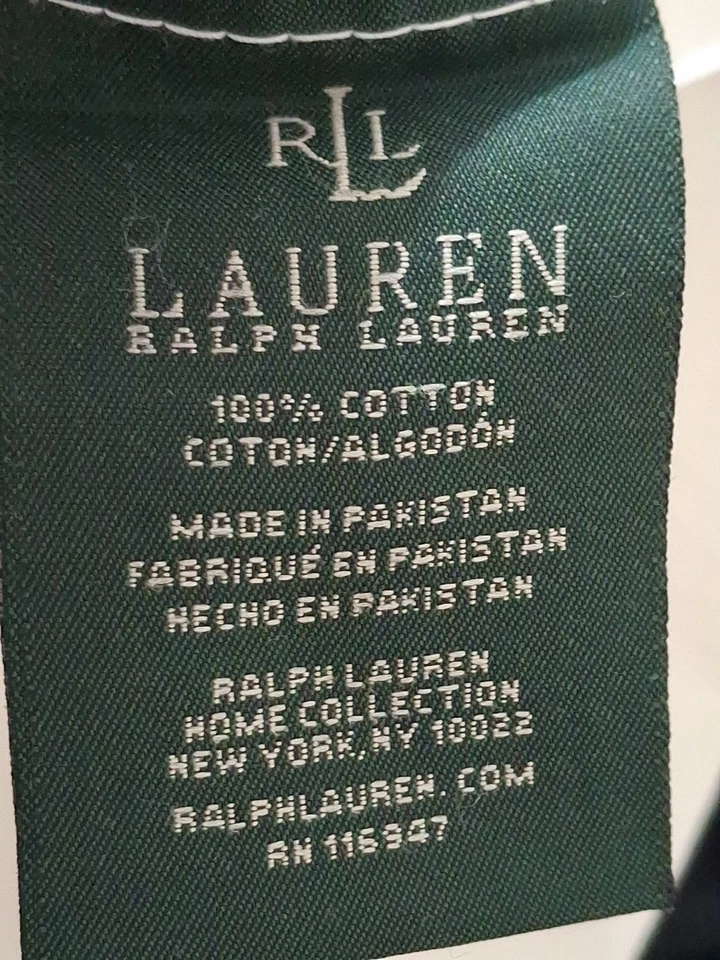 RLL
LAUREN
RALPH LAUREN
100% COTTON
COTON/ALGODÓN
MADE IN PAKISTAN
FABRIQUÉ EN PAKISTAN
HECHO EN PAKISTAN
RALPH LAUREN
HOME COLLECTION
NEW YORK, NY 10022
RALPHLAUREN.COM
RN 116947